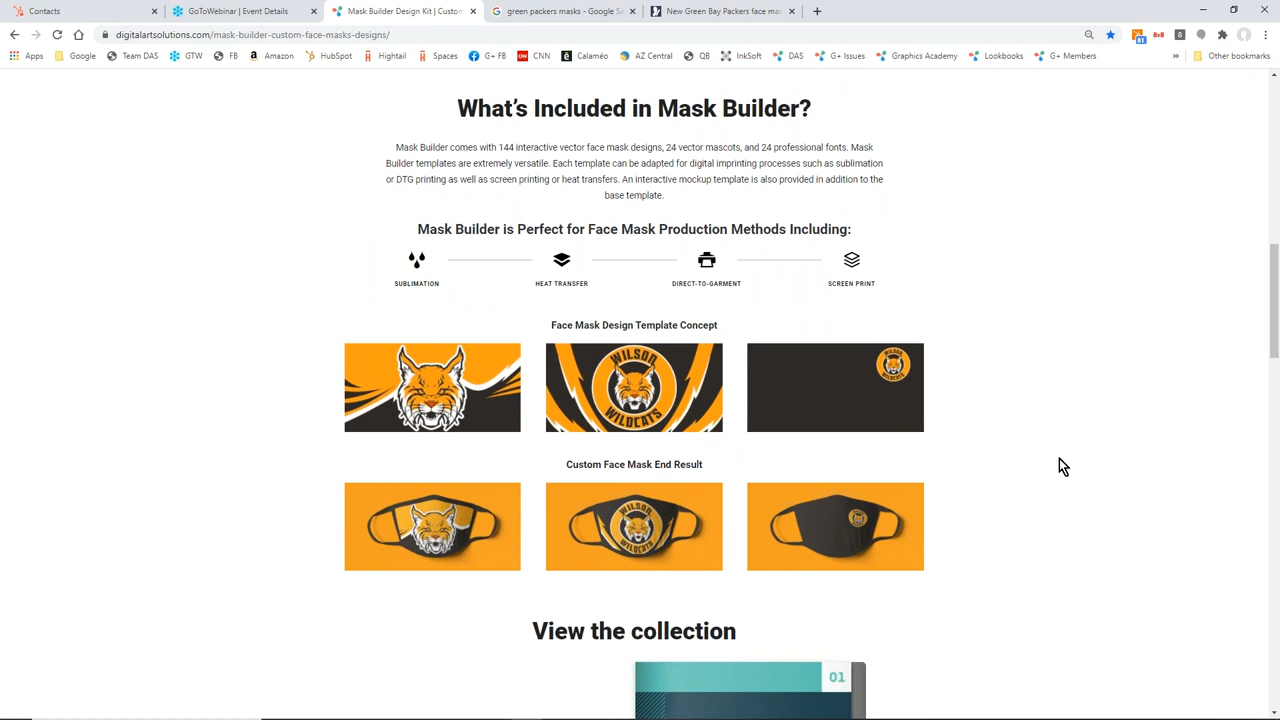 Contacts
GoToWebinar | Event Details
Mask Builder Design Kit | Custom
green packers masks - Google Se
New Green Bay Packers face mas
digitalartsolutions.com/mask-builder-custom-face-masks-designs/
Apps
Google
Team DAS
GTW
FB
Amazon
HubSpot
Hightail
Spaces
G+ FB
CNN
Calaméo
AZ Central
QB
InkSoft
DAS
G+ Issues
Graphics Academy
Lookbooks
G+ Members
»
Other bookmarks
What's Included in Mask Builder?
Mask Builder comes with 144 interactive vector face mask designs, 24 vector mascots, and 24 professional fonts. Mask
Builder templates are extremely versatile. Each template can be adapted for digital imprinting processes such as sublimation
or DTG printing as well as screen printing or heat transfers. An interactive mockup template is also provided in addition to the
base template.
Mask Builder is Perfect for Face Mask Production Methods Including:
SUBLIMATION
HEAT TRANSFER
DIRECT-TO-GARMENT
SCREEN PRINT
Face Mask Design Template Concept
WILSON
WILDCATS
Custom Face Mask End Result
WILSON
WILDCATS
View the collection
01